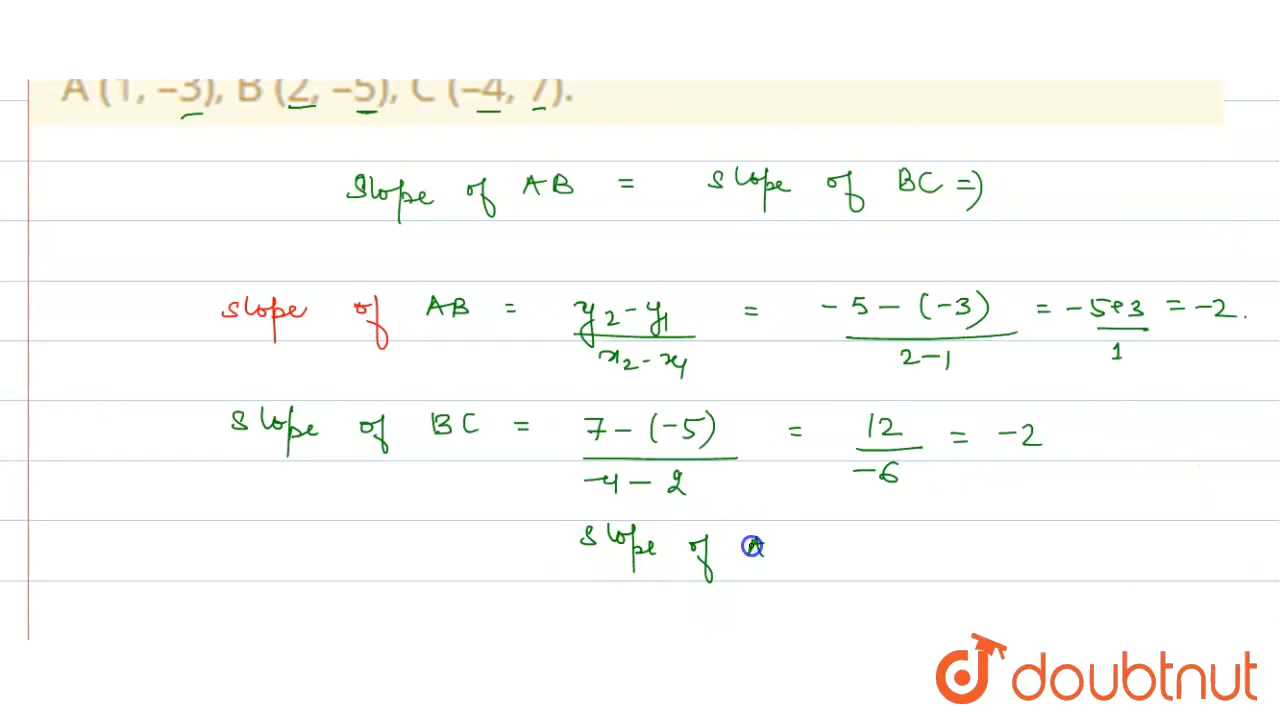 A (1, –3), B (2, –5), C (–4, 7).
Slope of AB = slope of BC =)
slope of AB = y2 - y1 / x2 - x1 = -5-(-3) / 2-1 = -5+3 / 1 = -2.
slope of BC = 7-(-5) / -4-2 = 12 / -6 = -2
slope of A
doubtnut